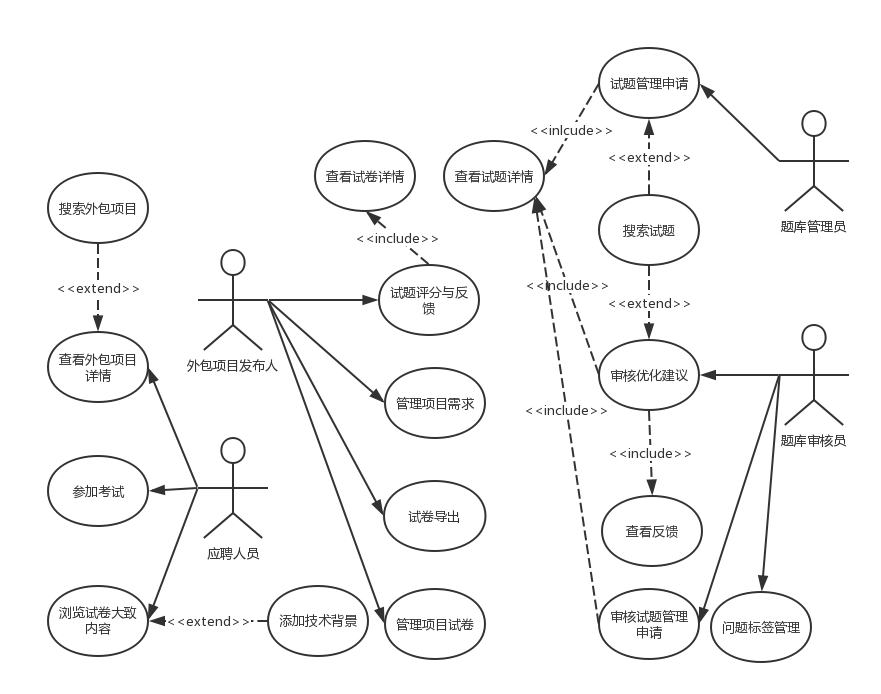 试题管理申请
<<inlcude>>
<<extend>>
查看试卷详情
查看试题详情
搜索外包项目
题库管理员
搜索试题
<<include>>
<<extend>>
<<include>>
<<extend>>
试题评分与反
馈
外包项目发布人
查看外包项目
详情
审核优化建议
管理项目需求
<<include>>
题库审核员
<<include>>
参加考试
试卷导出
查看反馈
应聘人员
浏览试卷大致
内容
<<extend>>
添加技术背景
管理项目试卷
审核试题管理
申请
问题标签管理